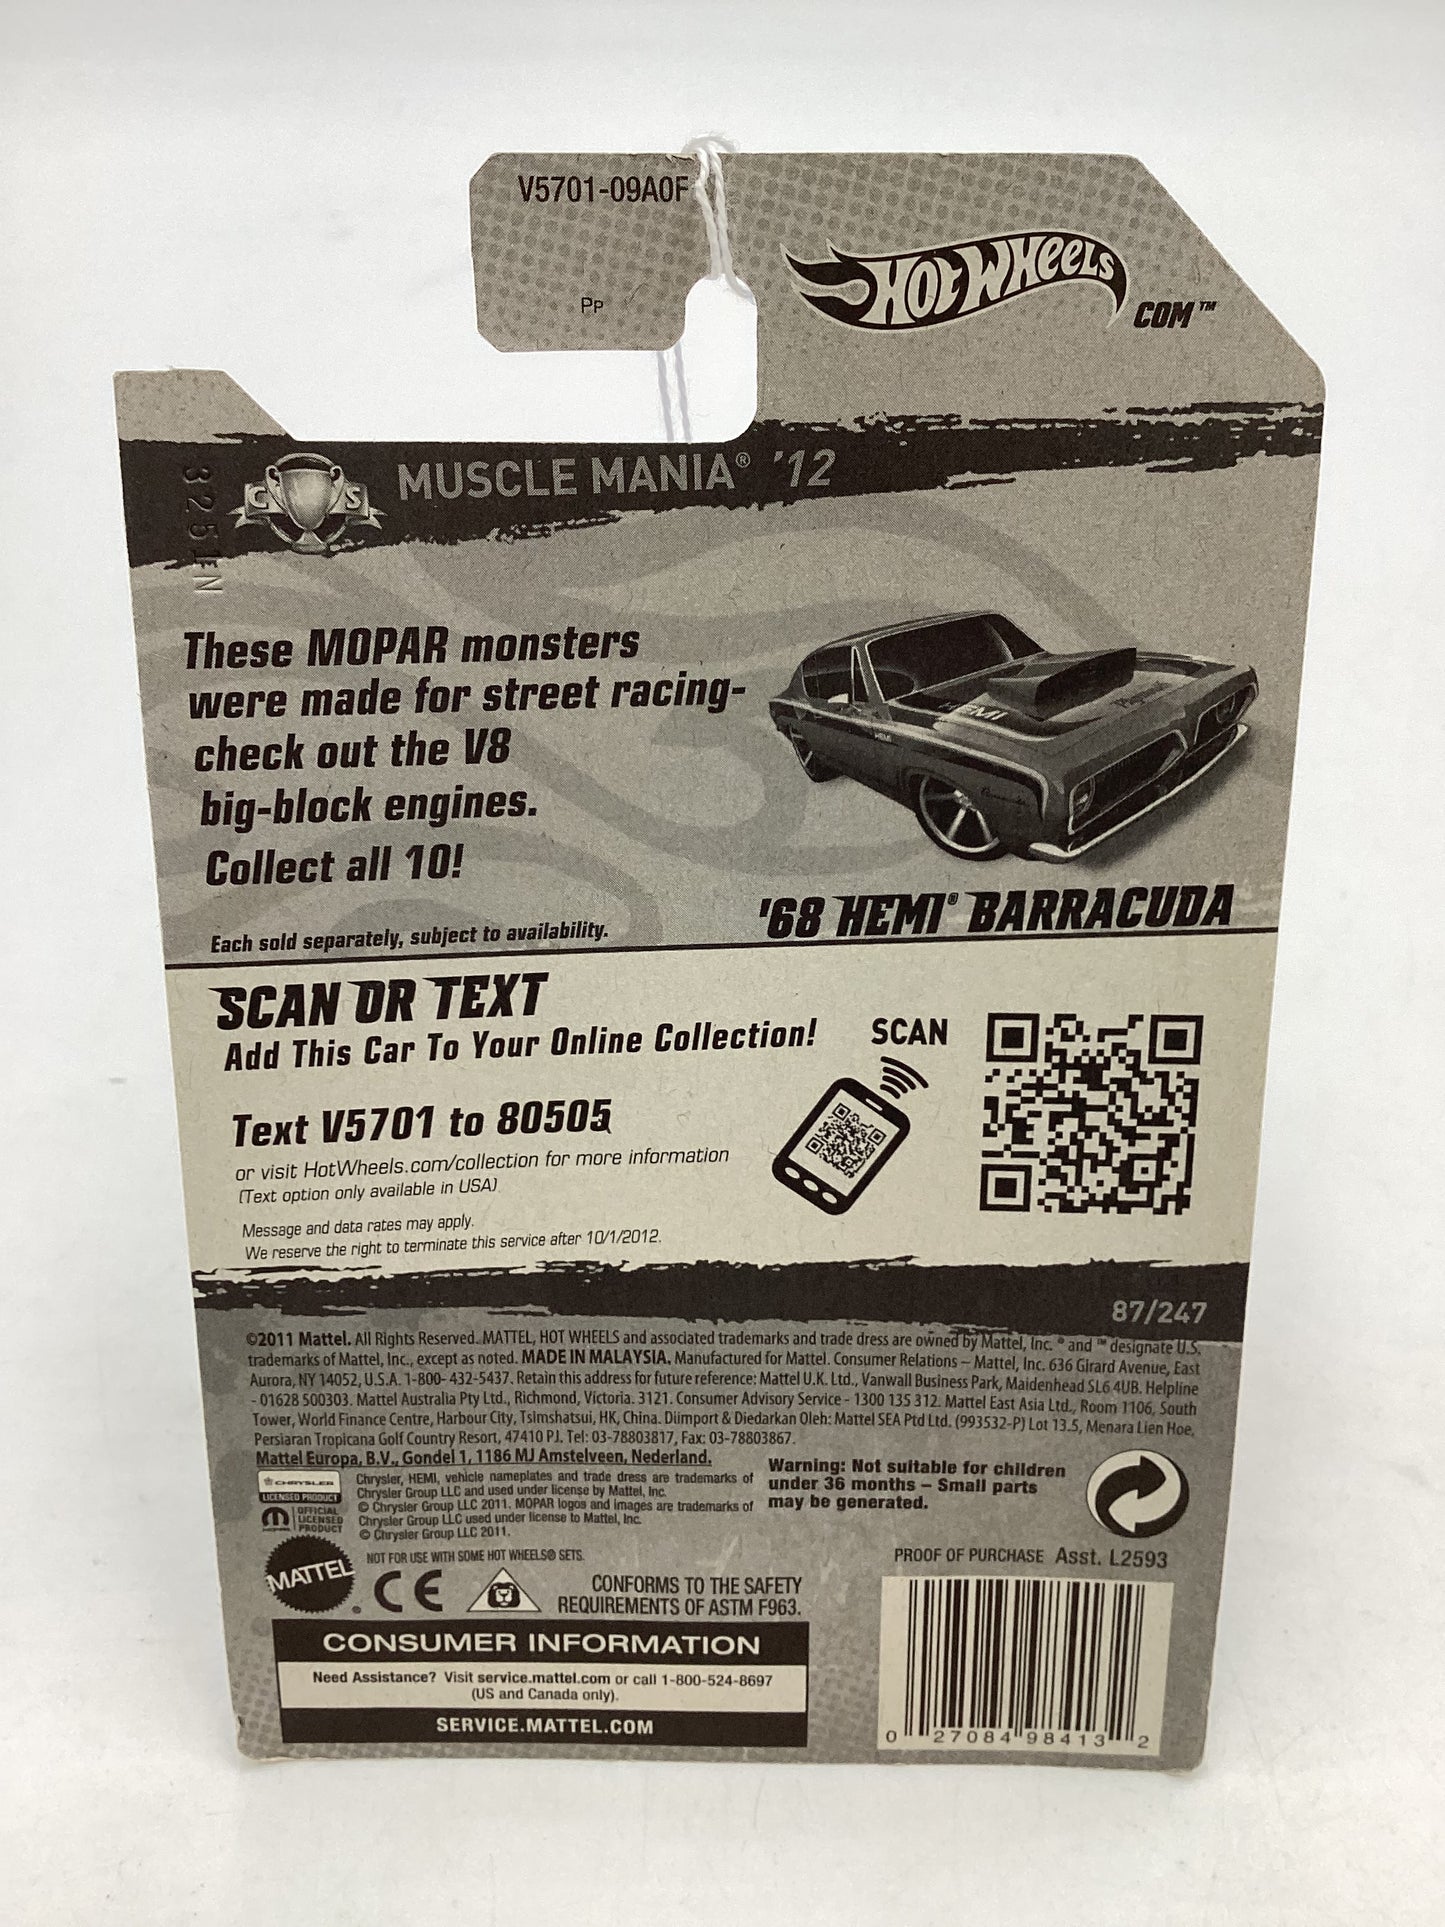 V5701-09A0F
PP
HOT WHEELS
COM™
3251FN
C S
MUSCLE MANIA® '12
These MOPAR monsters
were made for street racing-
check out the V8
big-block engines.
Collect all 10!
Each sold separately, subject to availability.
HEMI
'68 HEMI® BARRACUDA
SCAN OR TEXT
Add This Car To Your Online Collection!
SCAN
Text V5701 to 80505
or visit HotWheels.com/collection for more information
(Text option only available in USA)
Message and data rates may apply.
We reserve the right to terminate this service after 10/1/2012.
87/247
©2011 Mattel. All Rights Reserved. MATTEL, HOT WHEELS and associated trademarks and trade dress are owned by Mattel, Inc. ® and ™ designate U.S.
trademarks of Mattel, Inc., except as noted. MADE IN MALAYSIA. Manufactured for Mattel. Consumer Relations – Mattel, Inc. 636 Girard Avenue, East
Aurora, NY 14052, U.S.A. 1-800- 432-5437. Retain this address for future reference: Mattel U.K. Ltd., Vanwall Business Park, Maidenhead SL6 4UB. Helpline
- 01628 500303. Mattel Australia Pty Ltd., Richmond, Victoria. 3121. Consumer Advisory Service - 1300 135 312. Mattel East Asia Ltd., Room 1106, South
Tower, World Finance Centre, Harbour City, Tsimshatsui, HK, China. Diimport & Diedarkan Oleh: Mattel SEA Ptd Ltd. (993532-P) Lot 13.5, Menara Lien Hoe,
Persiaran Tropicana Golf Country Resort, 47410 PJ. Tel: 03-78803817, Fax: 03-78803867.
Mattel Europa, B.V., Gondel 1, 1186 MJ Amstelveen, Nederland.
CHRYSLER
LICENSED PRODUCT
Chrysler, HEMI, vehicle nameplates and trade dress are trademarks of
Chrysler Group LLC and used under license by Mattel, Inc.
© Chrysler Group LLC 2011. MOPAR logos and images are trademarks of
Chrysler Group LLC used under license to Mattel, Inc.
© Chrysler Group LLC 2011.
MOPAR
OFFICIAL
LICENSED
PRODUCT
Warning: Not suitable for children
under 36 months – Small parts
may be generated.
NOT FOR USE WITH SOME HOT WHEELS® SETS.
MATTEL®
CE
CONFORMS TO THE SAFETY
REQUIREMENTS OF ASTM F963.
PROOF OF PURCHASE Asst. L2593
CONSUMER INFORMATION
Need Assistance? Visit service.mattel.com or call 1-800-524-8697
(US and Canada only).
SERVICE.MATTEL.COM
0 27084 98413 2